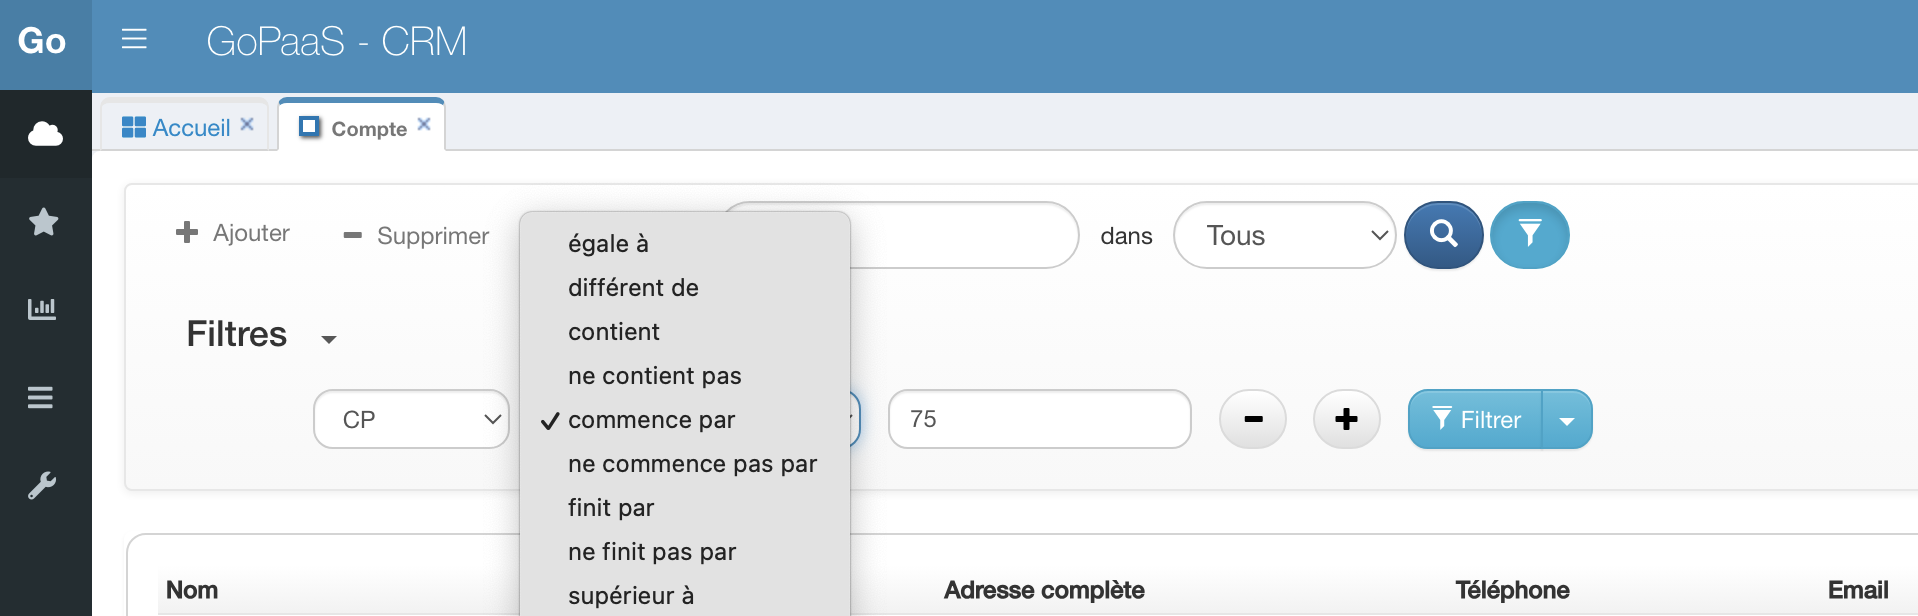 Go
GoPaaS - CRM
Accueil
Compte
Ajouter
Supprimer
dans
Tous
Filtres
CP
égale à
différent de
contient
ne contient pas
commence par
ne commence pas par
finit par
ne finit pas par
supérieur à
75
Filtrer
Nom
Adresse complète
Téléphone
Email